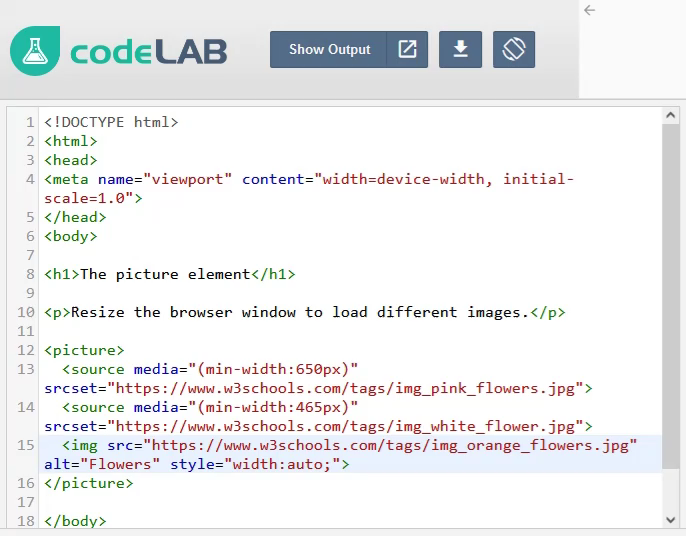 codeLAB
Show Output
1 <!DOCTYPE html>
2 <html>
3 <head>
4 <meta name="viewport" content="width=device-width, initial-
scale=1.0">
5 </head>
6 <body>
7
8 <h1>The picture element</h1>
9
10 <p>Resize the browser window to load different images.</p>
11
12 <picture>
13   <source media="(min-width:650px)"
srcset="https://www.w3schools.com/tags/img_pink_flowers.jpg">
14   <source media="(min-width:465px)"
srcset="https://www.w3schools.com/tags/img_white_flower.jpg">
15   <img src="https://www.w3schools.com/tags/img_orange_flowers.jpg"
alt="Flowers" style="width:auto;">
16 </picture>
17
18 </body>